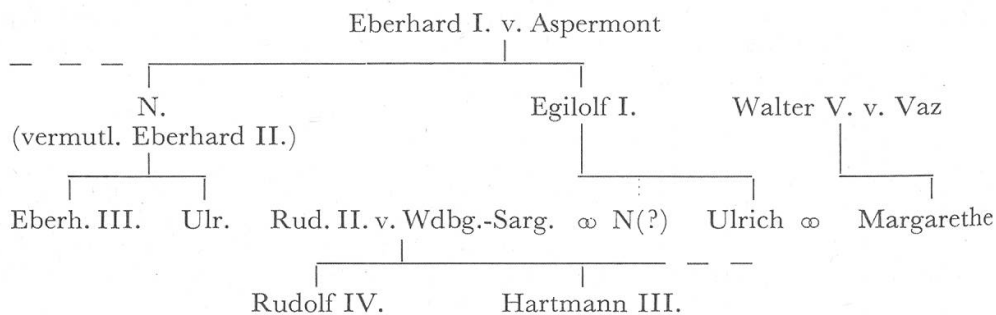 Eberhard I. v. Aspermont
N. Egilolf I. Walter V. v. Vaz
(vermutl. Eberhard II.)
Eberh. III. Ulr. Rud. II. v. Wdbg.-Sarg. ∞ N(?) Ulrich ∞ Margarethe
Rudolf IV. Hartmann III.